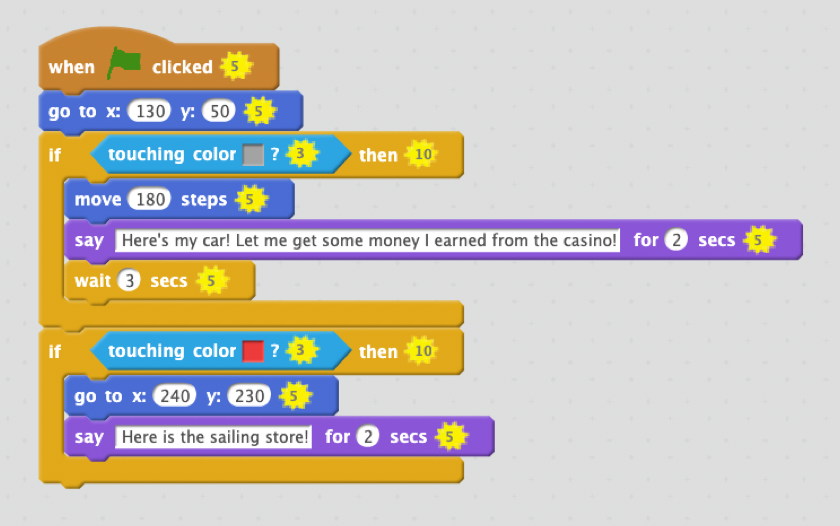 when clicked 5
go to x: 130 y: 50 5
if touching color ? 3 then 10
move 180 steps 5
say Here's my car! Let me get some money I earned from the casino! for 2 secs 5
wait 3 secs 5
if touching color ? 3 then 10
go to x: 240 y: 230 5
say Here is the sailing store! for 2 secs 5